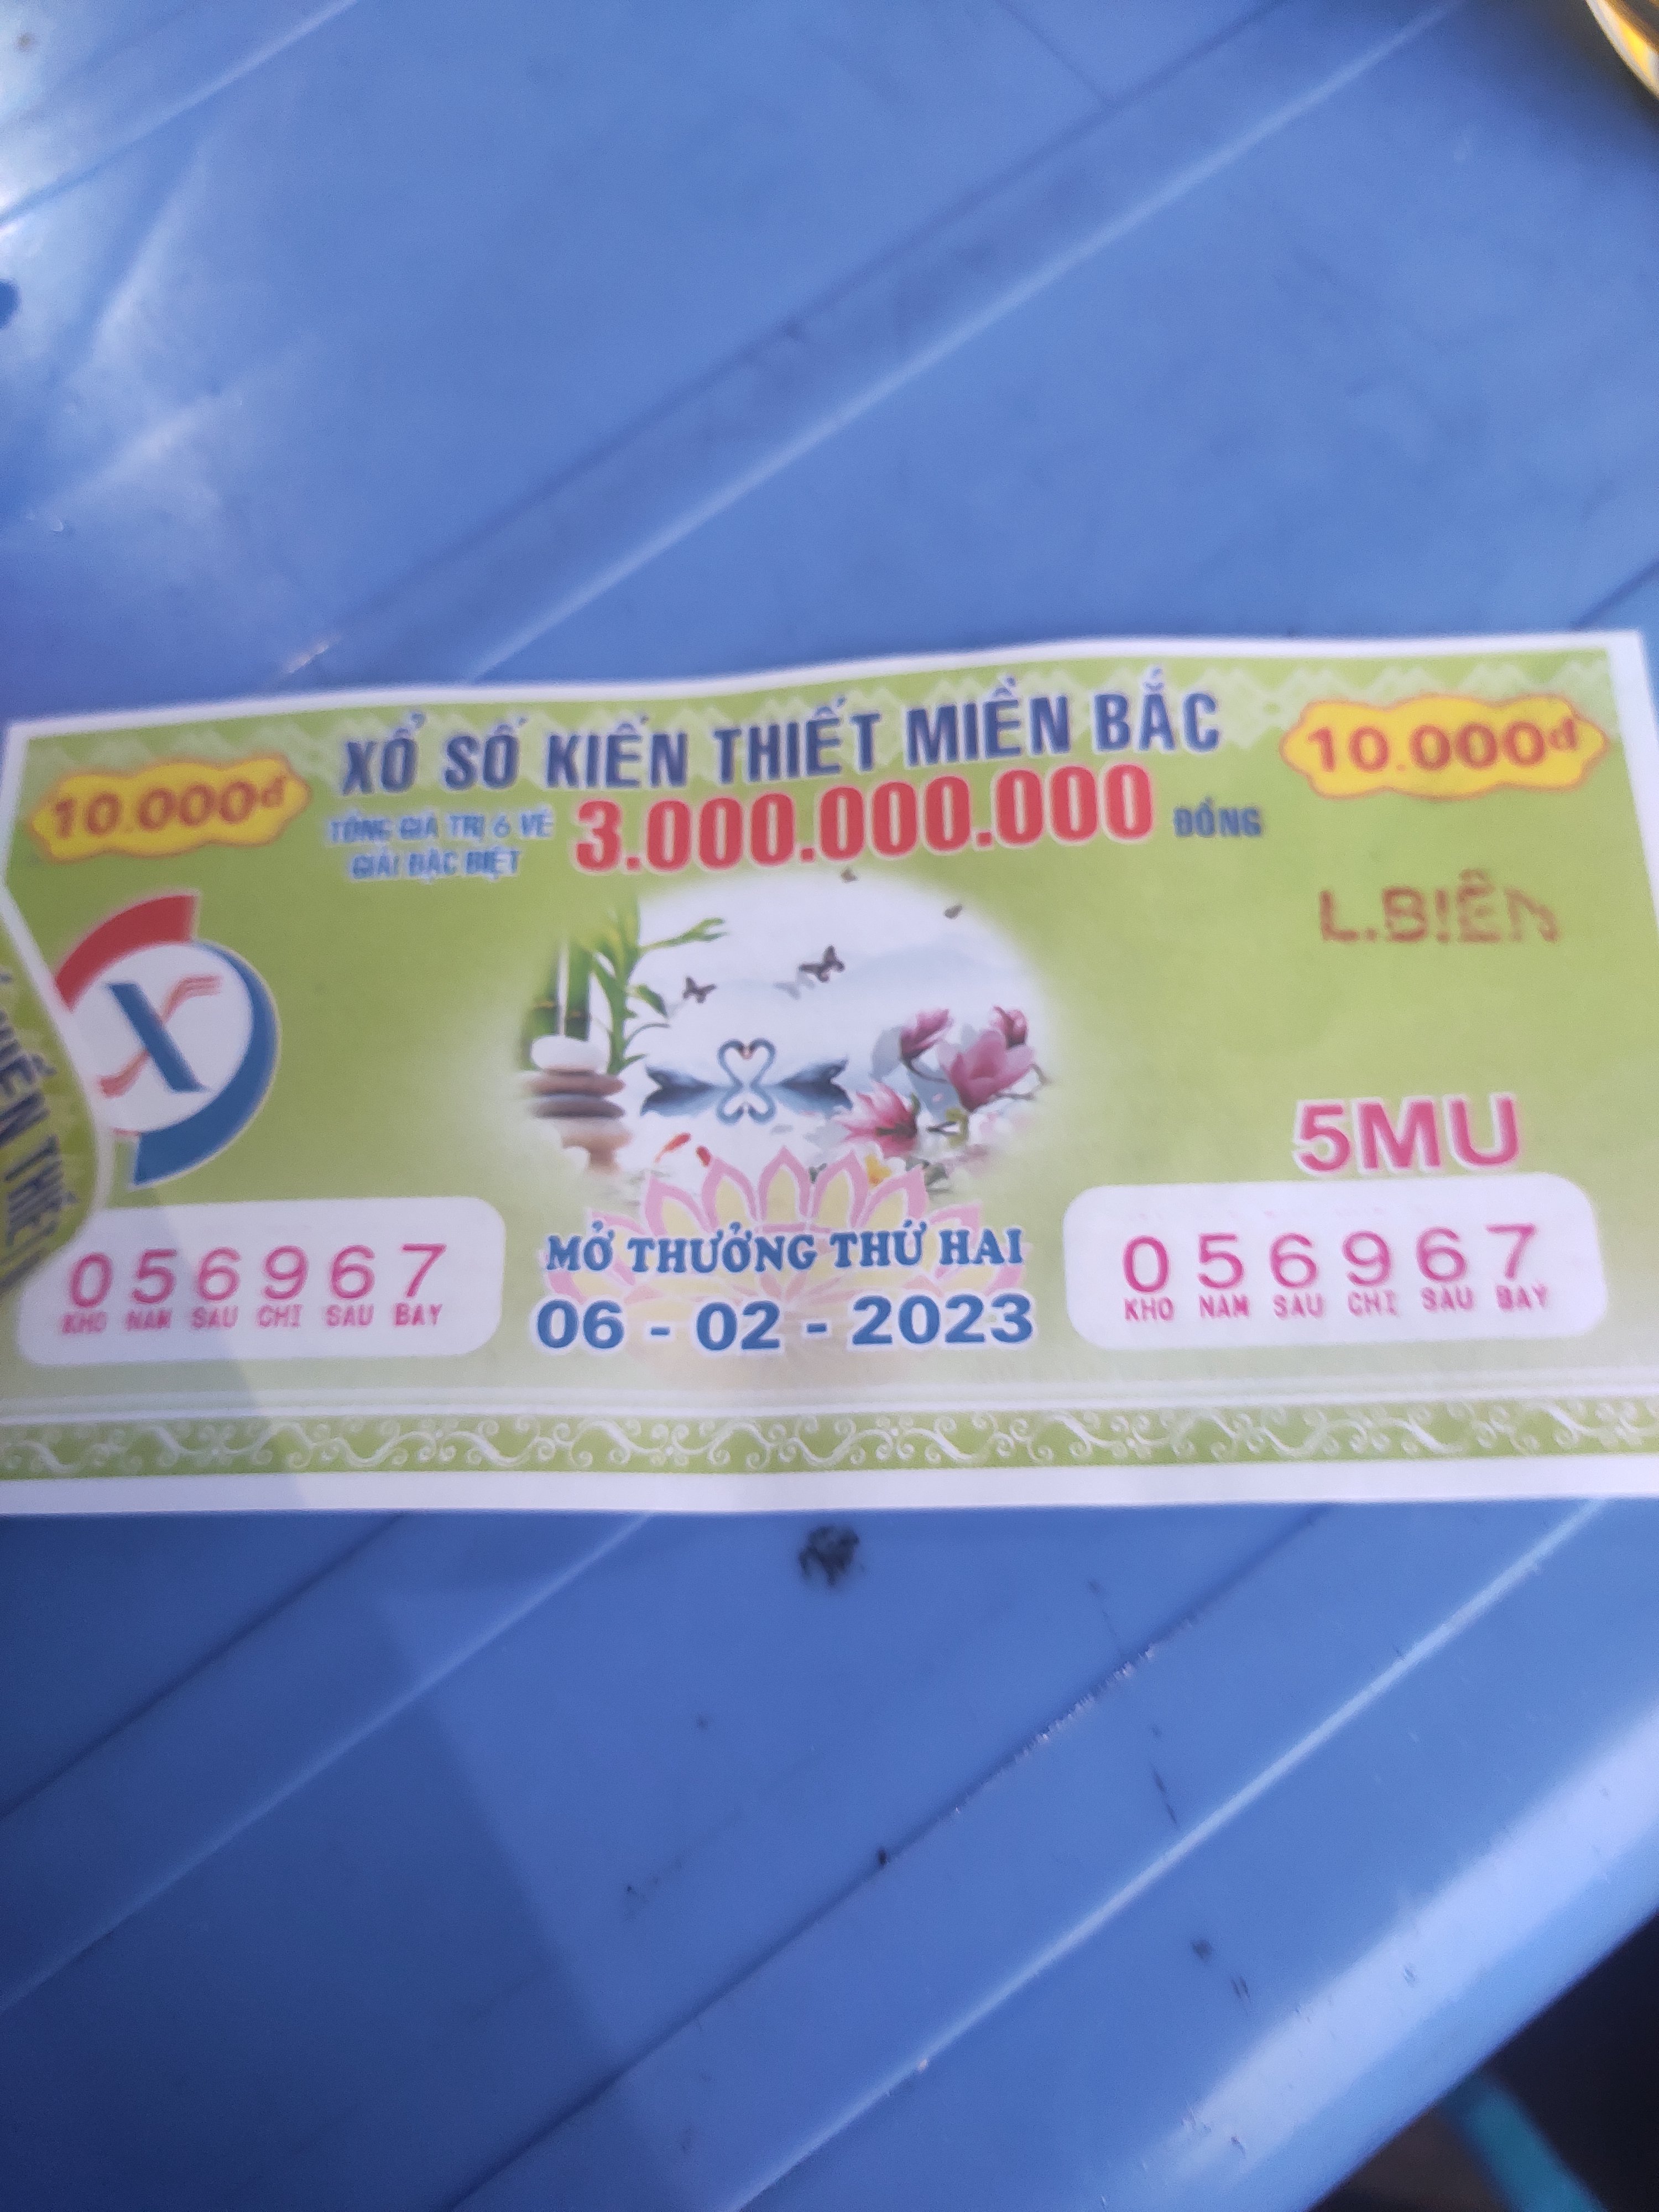 XỔ SỐ KIẾN THIẾT MIỀN BẮC
10.000đ
10.000đ
TỔNG GIÁ TRỊ 6 VÉ
GIẢI ĐẶC BIỆT
3.000.000.000 ĐỒNG
L.BIÊN
X
5MU
056967
KHO NAM SAU CHI SAU BAY
MỞ THƯỞNG THỨ HAI
06 - 02 - 2023
056967
KHO NAM SAU CHI SAU BAY